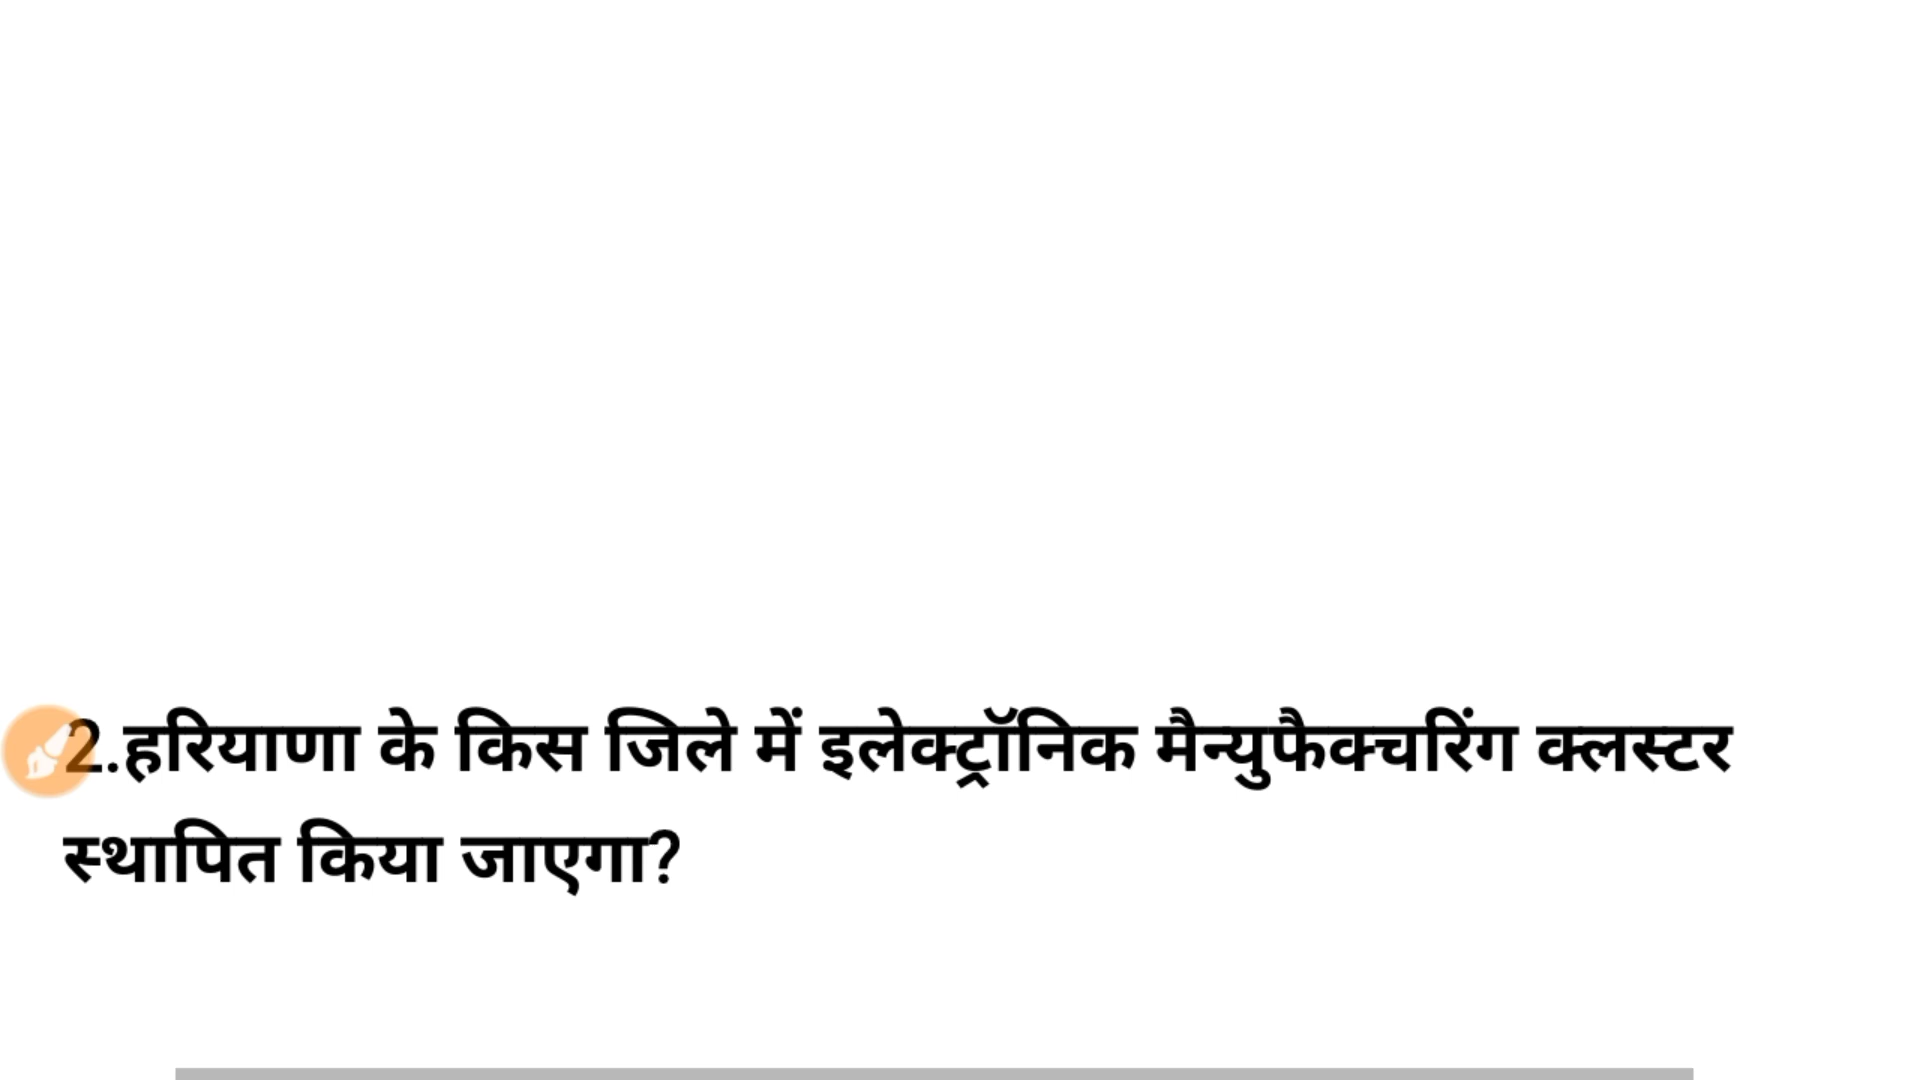 2.हरियाणा के किस जिले में इलेक्ट्रॉनिक मैन्युफैक्चरिंग क्लस्टर
स्थापित किया जाएगा?